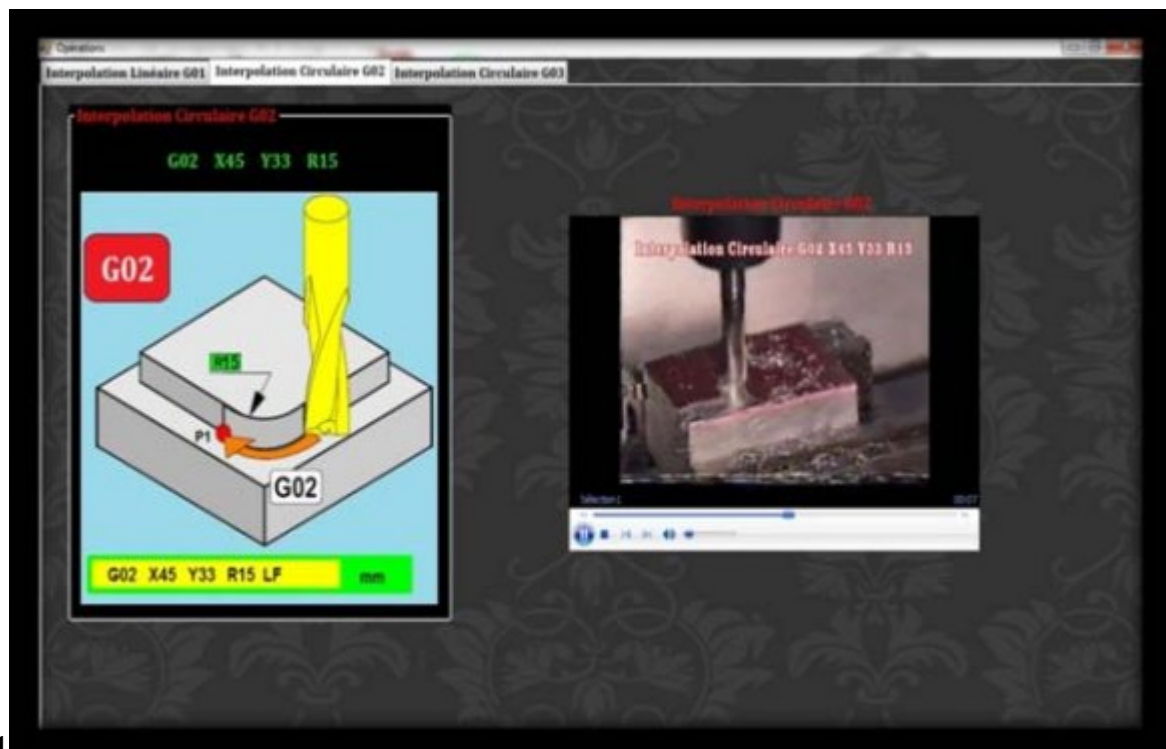 Opérations
Interpolation Linéaire G01 Interpolation Circulaire G02 Interpolation Circulaire G03
Interpolation Circulaire G02
G02 X45 Y33 R15
G02
R15
P1
G02
G02 X45 Y33 R15 LF mm
Interpolation Circulaire G02
Interpolation Circulaire G02 X45 Y33 R15
00:07